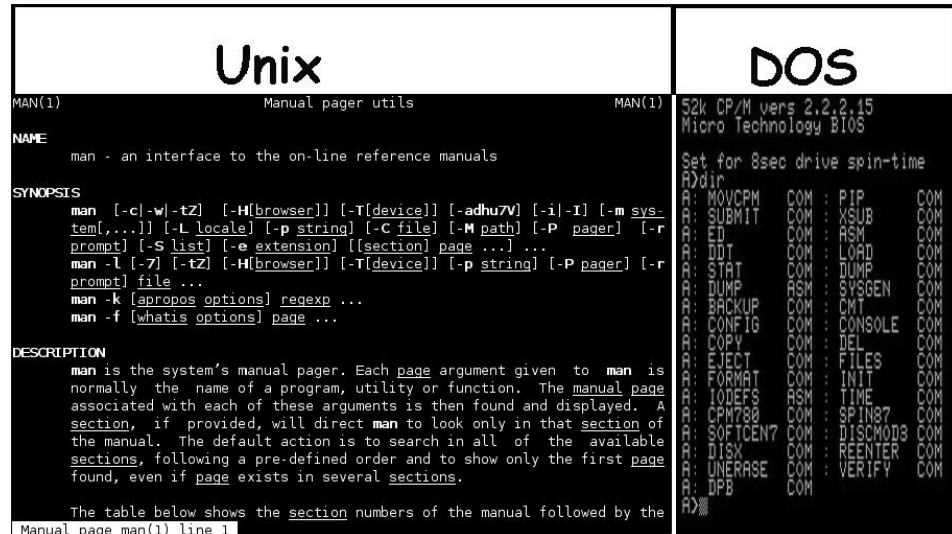 Unix
MAN(1) Manual pager utils MAN(1)
NAME
man - an interface to the on-line reference manuals
SYNOPSIS
man [-c|-w|-tZ] [-H[browser]] [-T[device]] [-adhu7V] [-i|-I] [-m sys-
tem[,...]] [-L locale] [-p string] [-C file] [-M path] [-P pager] [-r
prompt] [-S list] [-e extension] [[section] page ...] ...
man -l [-7] [-tZ] [-H[browser]] [-T[device]] [-p string] [-P pager] [-r
prompt] file ...
man -k [apropos options] regexp ...
man -f [whatis options] page ...
DESCRIPTION
man is the system's manual pager. Each page argument given to man is
normally the name of a program, utility or function. The manual page
associated with each of these arguments is then found and displayed. A
section, if provided, will direct man to look only in that section of
the manual. The default action is to search in all of the available
sections, following a pre-defined order and to show only the first page
found, even if page exists in several sections.
The table below shows the section numbers of the manual followed by the
Manual page man(1) line 1
DOS
52k CP/M vers 2.2.2.15
Micro Technology BIOS
Set for 8sec drive spin-time
A>dir
A: MOVCPM COM : PIP COM
A: SUBMIT COM : XSUB COM
A: ED COM : ASM COM
A: DDT COM : LOAD COM
A: STAT COM : DUMP COM
A: DUMP ASM : SYSGEN COM
A: BACKUP COM : CMT COM
A: CONFIG COM : CONSOLE COM
A: COPY COM : DEL COM
A: EJECT COM : FILES COM
A: FORMAT COM : INIT COM
A: IODEFS ASM : TIME COM
A: CPM780 COM : SPIN87 COM
A: SOFTCEN7 COM : DISCMOD3 COM
A: DISX COM : REENTER COM
A: UNERASE COM : VERIFY COM
A: DPB COM
A>